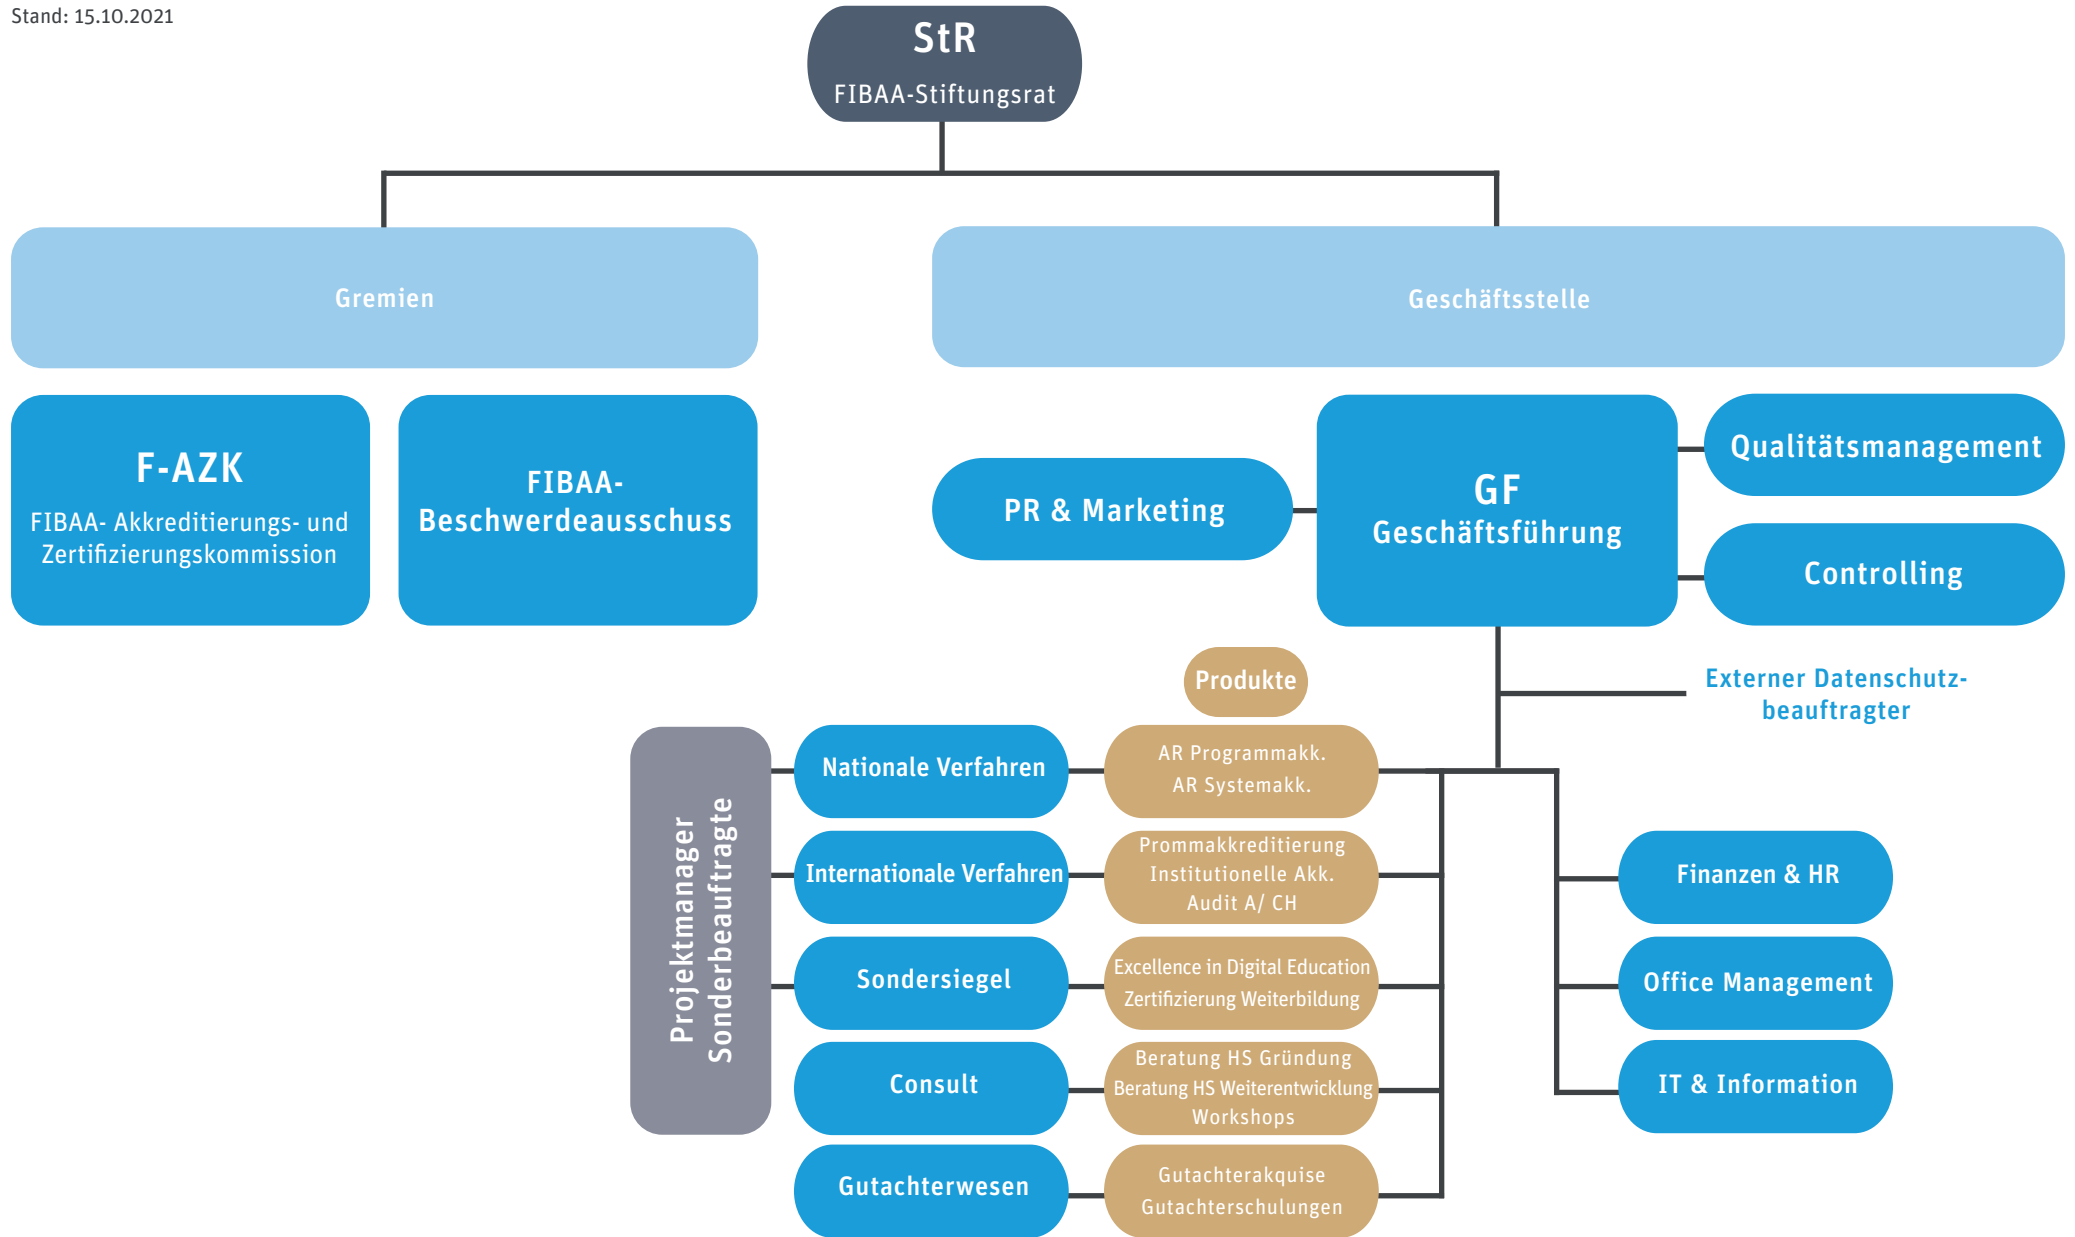 Stand: 15.10.2021
StR
FIBAA-Stiftungsrat
Gremien
Geschäftsstelle
F-AZK
FIBAA- Akkreditierungs- und
Zertifizierungskommission
FIBAA-
Beschwerdeausschuss
PR & Marketing
GF
Geschäftsführung
Qualitätsmanagement
Controlling
Externer Datenschutz-
beauftragter
Produkte
Projektmanager
Sonderbeauftragte
Nationale Verfahren
AR Programmakk.
AR Systemakk.
Internationale Verfahren
Prommakkreditierung
Institutionelle Akk.
Audit A/ CH
Sondersiegel
Excellence in Digital Education
Zertifizierung Weiterbildung
Consult
Beratung HS Gründung
Beratung HS Weiterentwicklung
Workshops
Gutachterwesen
Gutachterakquise
Gutachterschulungen
Finanzen & HR
Office Management
IT & Information